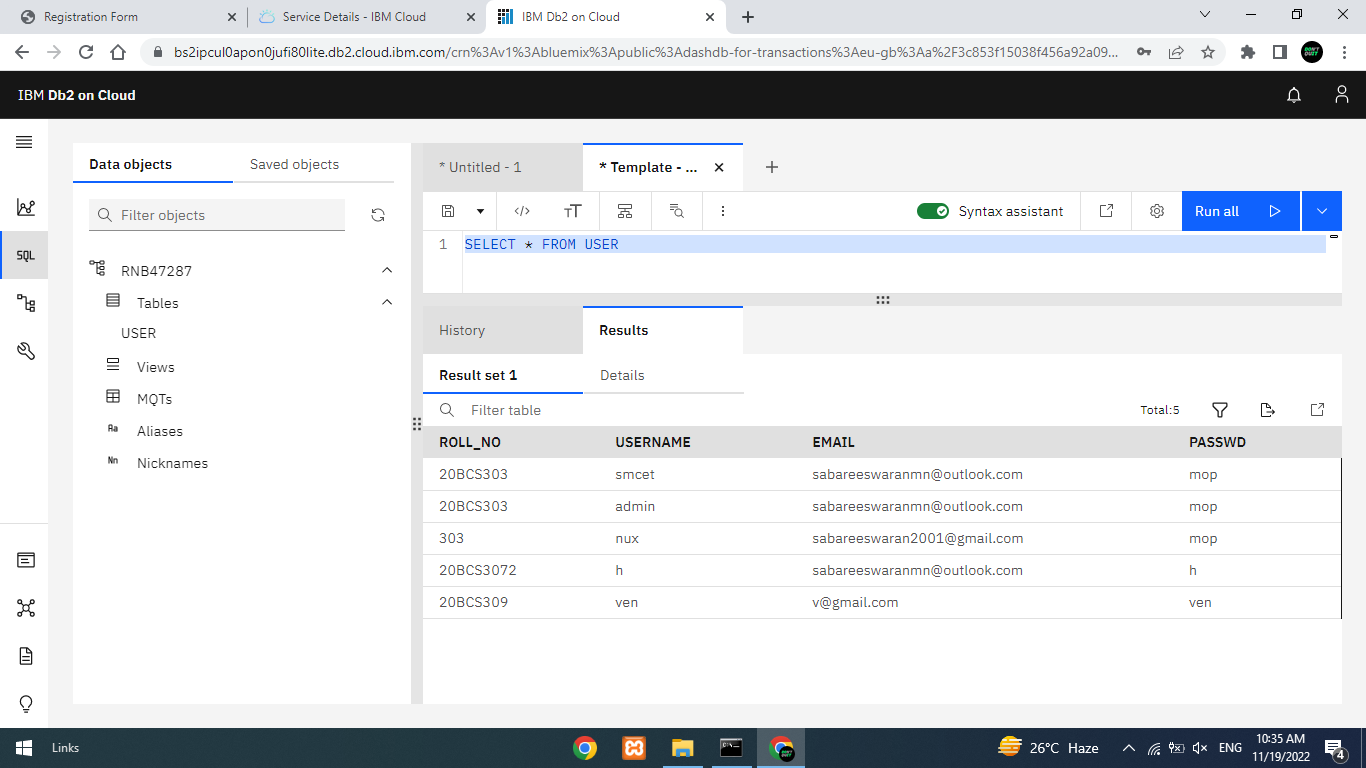 Registration Form
Service Details - IBM Cloud
IBM Db2 on Cloud
bs2ipcul0apon0jufi80lite.db2.cloud.ibm.com/crn%3Av1%3Abluemix%3Apublic%3Adashdb-for-transactions%3Aeu-gb%3Aa%2F3c853f15038f456a92a09...
IBM Db2 on Cloud
Data objects
Saved objects
* Untitled - 1
* Template - ...
Filter objects
Syntax assistant
Run all
SQL
1 SELECT * FROM USER
RNB47287
Tables
USER
Views
MQTs
Aa Aliases
Nn Nicknames
History
Results
Result set 1
Details
Filter table
Total:5
ROLL_NO USERNAME EMAIL PASSWD
20BCS303 smcet sabareeswaranmn@outlook.com mop
20BCS303 admin sabareeswaranmn@outlook.com mop
303 nux sabareeswaran2001@gmail.com mop
20BCS3072 h sabareeswaranmn@outlook.com h
20BCS309 ven v@gmail.com ven
Links
26°C Haze
ENG
10:35 AM
11/19/2022
4